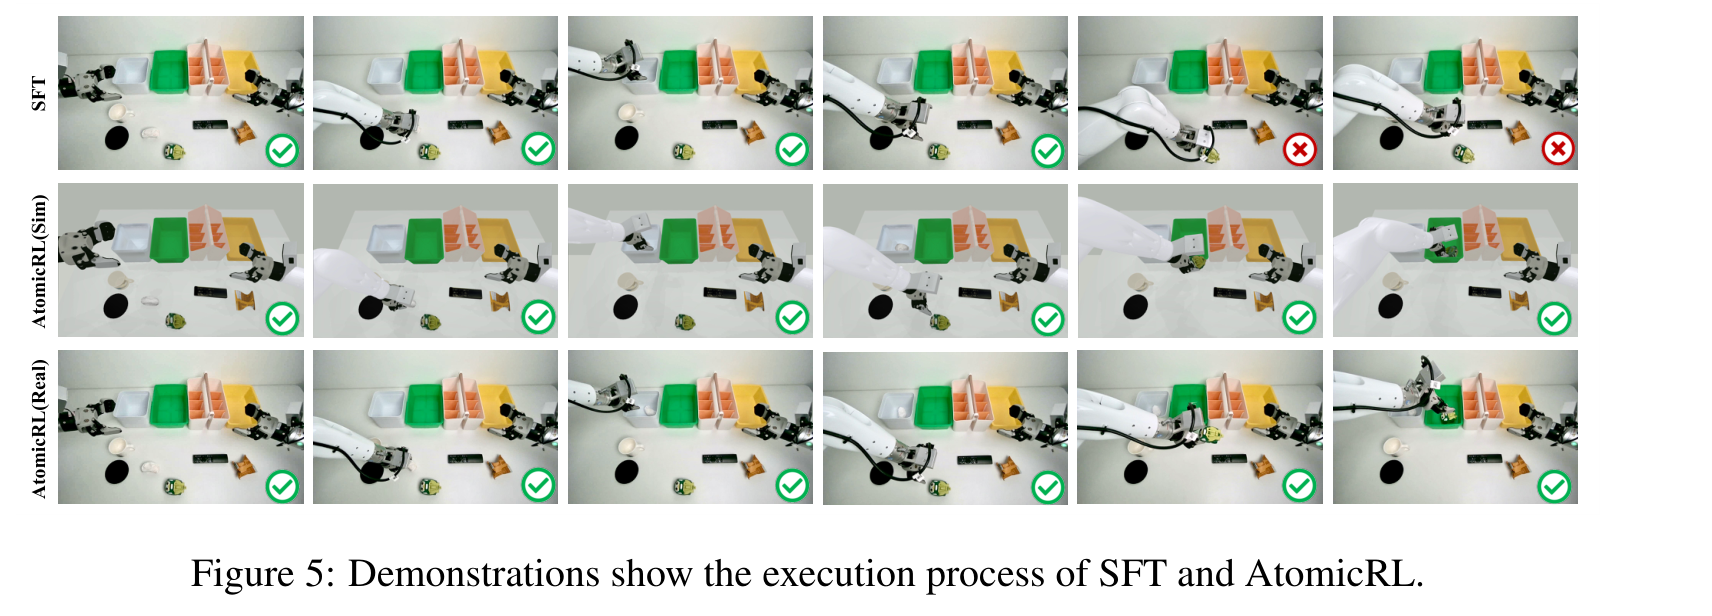 SFT
AtomicRL(Sim)
AtomicRL(Real)
Figure 5: Demonstrations show the execution process of SFT and AtomicRL.